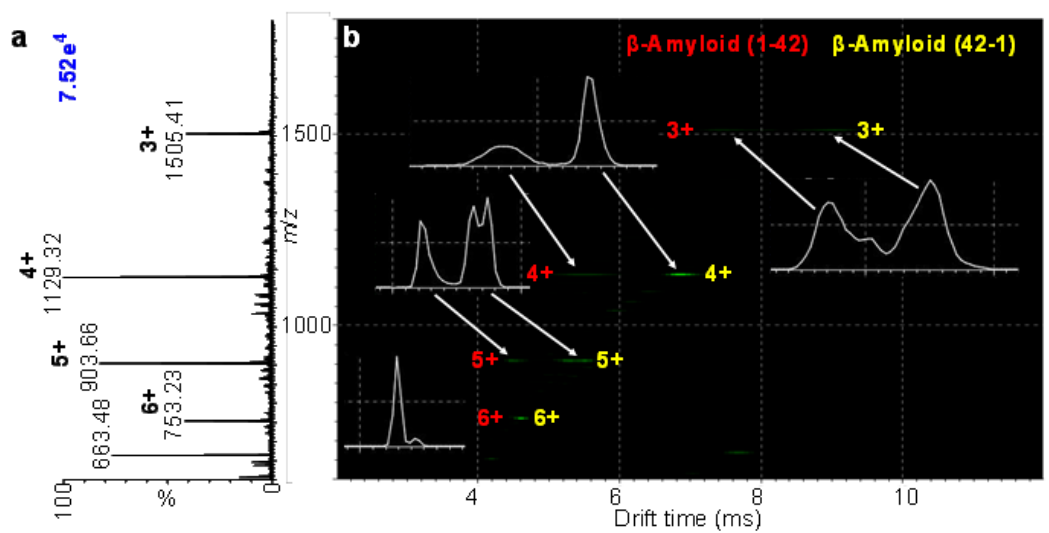 a
7.52e4
3+
1505.41
4+
1129.32
5+
903.66
6+
753.23
663.48
100
%
0
m/z
1500
1000
b
β-Amyloid (1-42) β-Amyloid (42-1)
3+ 3+
4+ 4+
5+ 5+
6+ 6+
4 6 8 10
Drift time (ms)